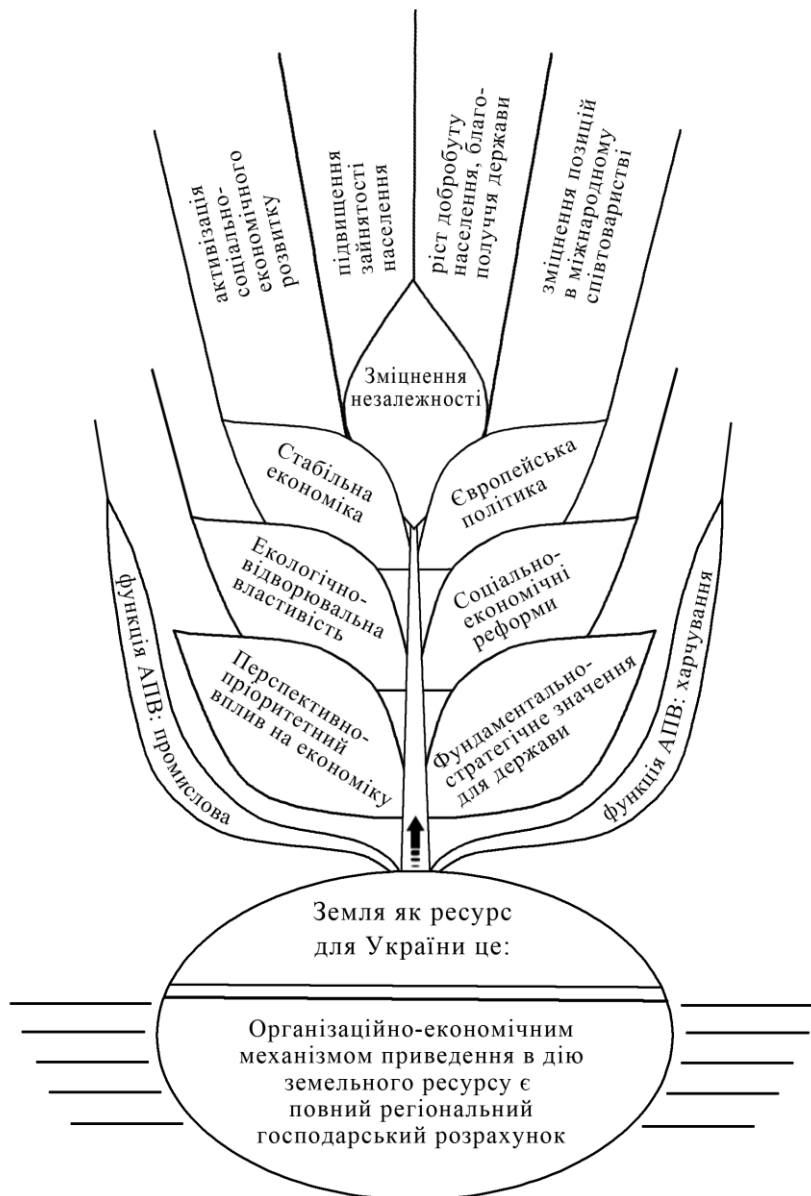 активізація
соціально-
економічного
розвитку
підвищення
зайнятості
населення
ріст добробуту
населення, благо-
получчя держави
зміцнення позицій
в міжнародному
співтоваристві
Зміцнення
незалежності
Стабільна
економіка
Європейська
політика
Екологічно-
відворювальна
властивість
Соціально-
економічні
реформи
Перспективно-
пріоритетний
вплив на економіку
Фундаментально-
стратегічне значення
для держави
функція АПВ: промислова
функція АПВ: харчування
Земля як ресурс
для України це:
Організаційно-економічним
механізмом приведення в дію
земельного ресурсу є
повний регіональний
господарський розрахунок